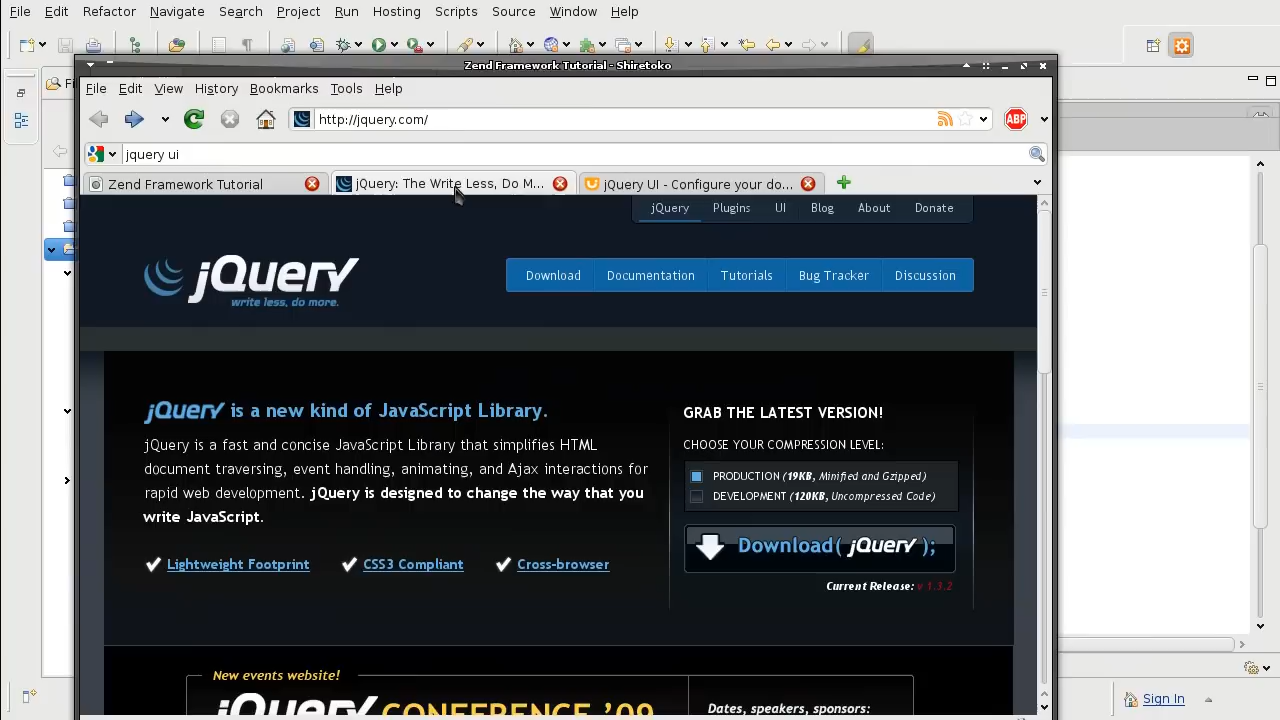 File Edit Refactor Navigate Search Project Run Hosting Scripts Source Window Help
Zend Framework Tutorial - Shiretoko
File Edit View History Bookmarks Tools Help
http://jquery.com/
ABP
jquery ui
Zend Framework Tutorial
jQuery: The Write Less, Do M...
jQuery UI - Configure your do...
jQuery Plugins UI Blog About Donate
jQuery
write less, do more.
Download Documentation Tutorials Bug Tracker Discussion
jQuery is a new kind of JavaScript Library.
jQuery is a fast and concise JavaScript Library that simplifies HTML
document traversing, event handling, animating, and Ajax interactions for
rapid web development. jQuery is designed to change the way that you
write JavaScript.
Lightweight Footprint CSS3 Compliant Cross-browser
GRAB THE LATEST VERSION!
CHOOSE YOUR COMPRESSION LEVEL:
PRODUCTION (19KB, Minified and Gzipped)
DEVELOPMENT (120KB, Uncompressed Code)
Download( jQuery );
Current Release: v 1.3.2
New events website!
jQuery CONFERENCE '09
Dates, speakers, sponsors:
Sign In